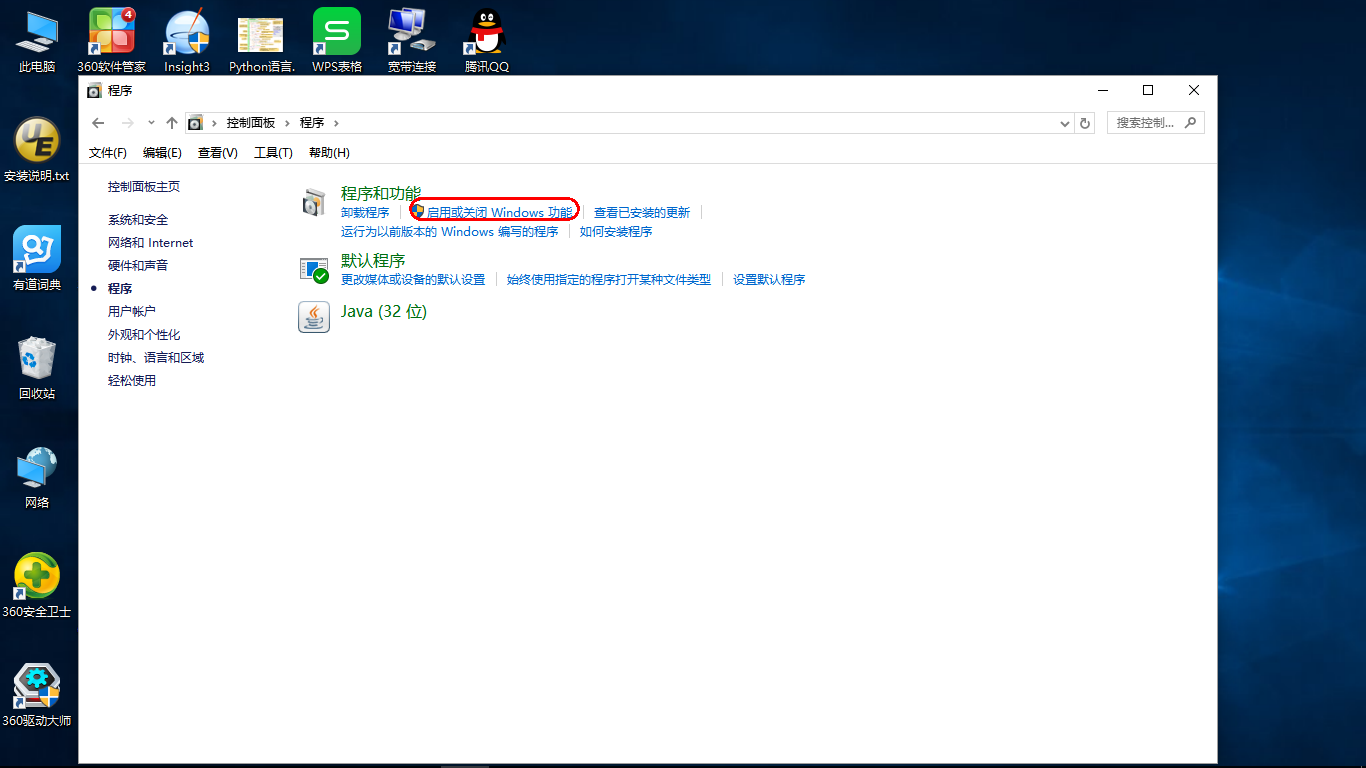 4
此电脑
360软件管家
Insight3
Python语言.
WPS表格
宽带连接
腾讯QQ
程序
控制面板 程序
搜索控制...
文件(F) 编辑(E) 查看(V) 工具(T) 帮助(H)
控制面板主页
系统和安全
网络和 Internet
硬件和声音
程序
用户帐户
外观和个性化
时钟、语言和区域
轻松使用
程序和功能
卸载程序 启用或关闭 Windows 功能 查看已安装的更新
运行为以前版本的 Windows 编写的程序 如何安装程序
默认程序
更改媒体或设备的默认设置 始终使用指定的程序打开某种文件类型 设置默认程序
Java (32 位)
UE
安装说明.txt
有道词典
回收站
网络
360安全卫士
360驱动大师